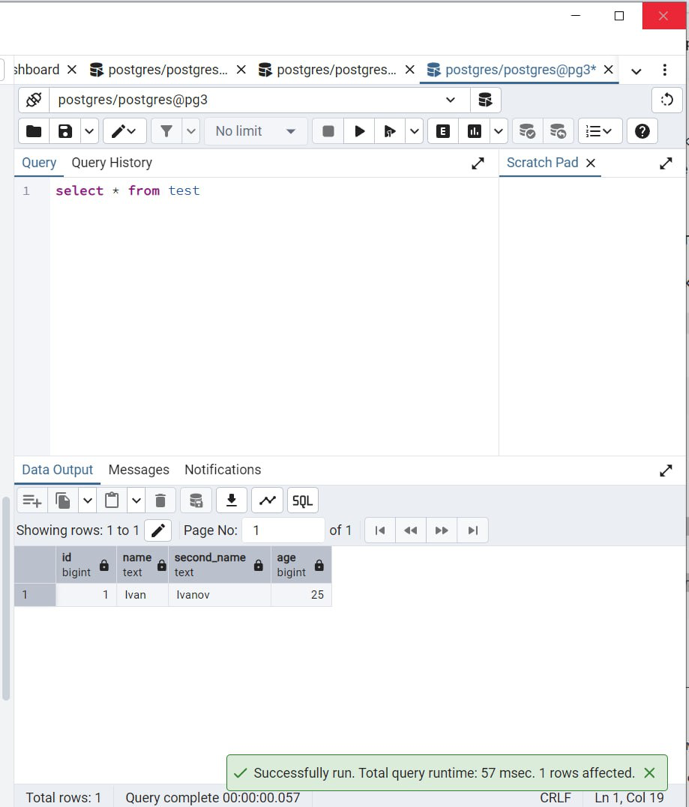 shboard
postgres/postgres...
postgres/postgres...
postgres/postgres@pg3*
postgres/postgres@pg3
No limit
E
Query
Query History
Scratch Pad
1
select * from test
Data Output
Messages
Notifications
SQL
Showing rows: 1 to 1
Page No:
1
of 1
id
bigint
name
text
second_name
text
age
bigint
1
1
Ivan
Ivanov
25
Successfully run. Total query runtime: 57 msec. 1 rows affected.
Total rows: 1
Query complete 00:00:00.057
CRLF
Ln 1, Col 19